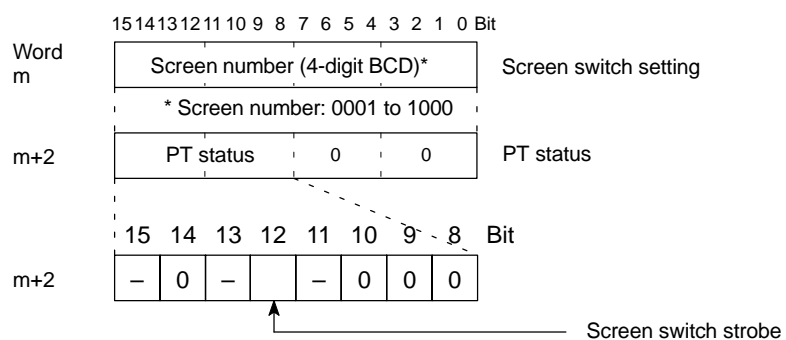 15 14 13 12 11 10 9 8 7 6 5 4 3 2 1 0 Bit
Word
m
Screen number (4-digit BCD)*
Screen switch setting
* Screen number: 0001 to 1000
m+2 PT status 0 0 PT status
15 14 13 12 11 10 9 8 Bit
m+2 – 0 – – 0 0 0
Screen switch strobe